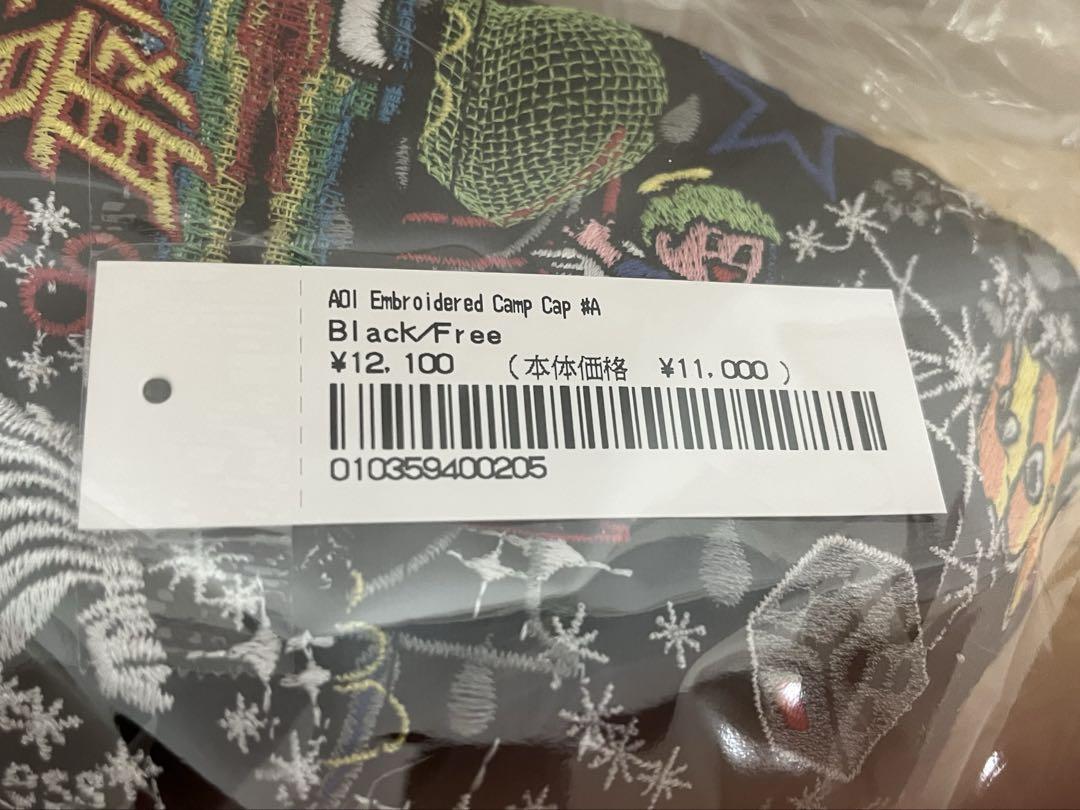 AOI Embroidered Camp Cap #A
Black/Free
¥12,100 (本体価格 ¥11,000 )
010359400205